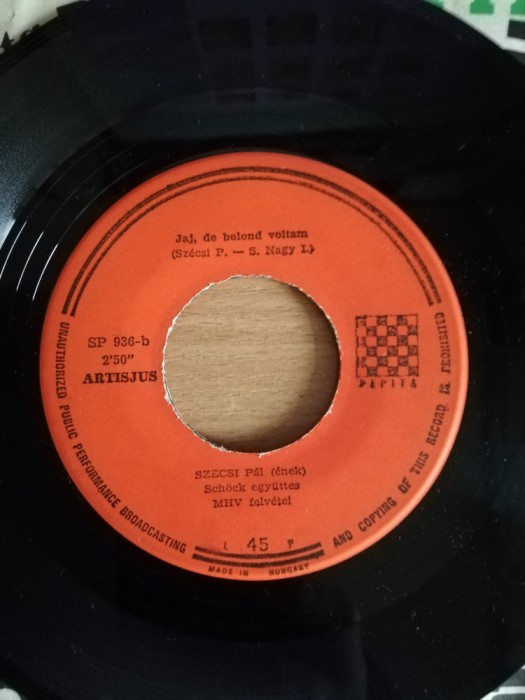 Jaj, de bolond voltam
(Szécsi P. — S. Nagy I.)
SP 936-b
2'50"
ARTISJUS
PEPITA
SZÉCSI Pál (ének)
Schöck együttes
MHV felvétel
L 45 P
MADE IN HUNGARY
UNAUTHORIZED PUBLIC PERFORMANCE BROADCASTING
AND COPYING OF THIS RECORD IS PROHIBITED